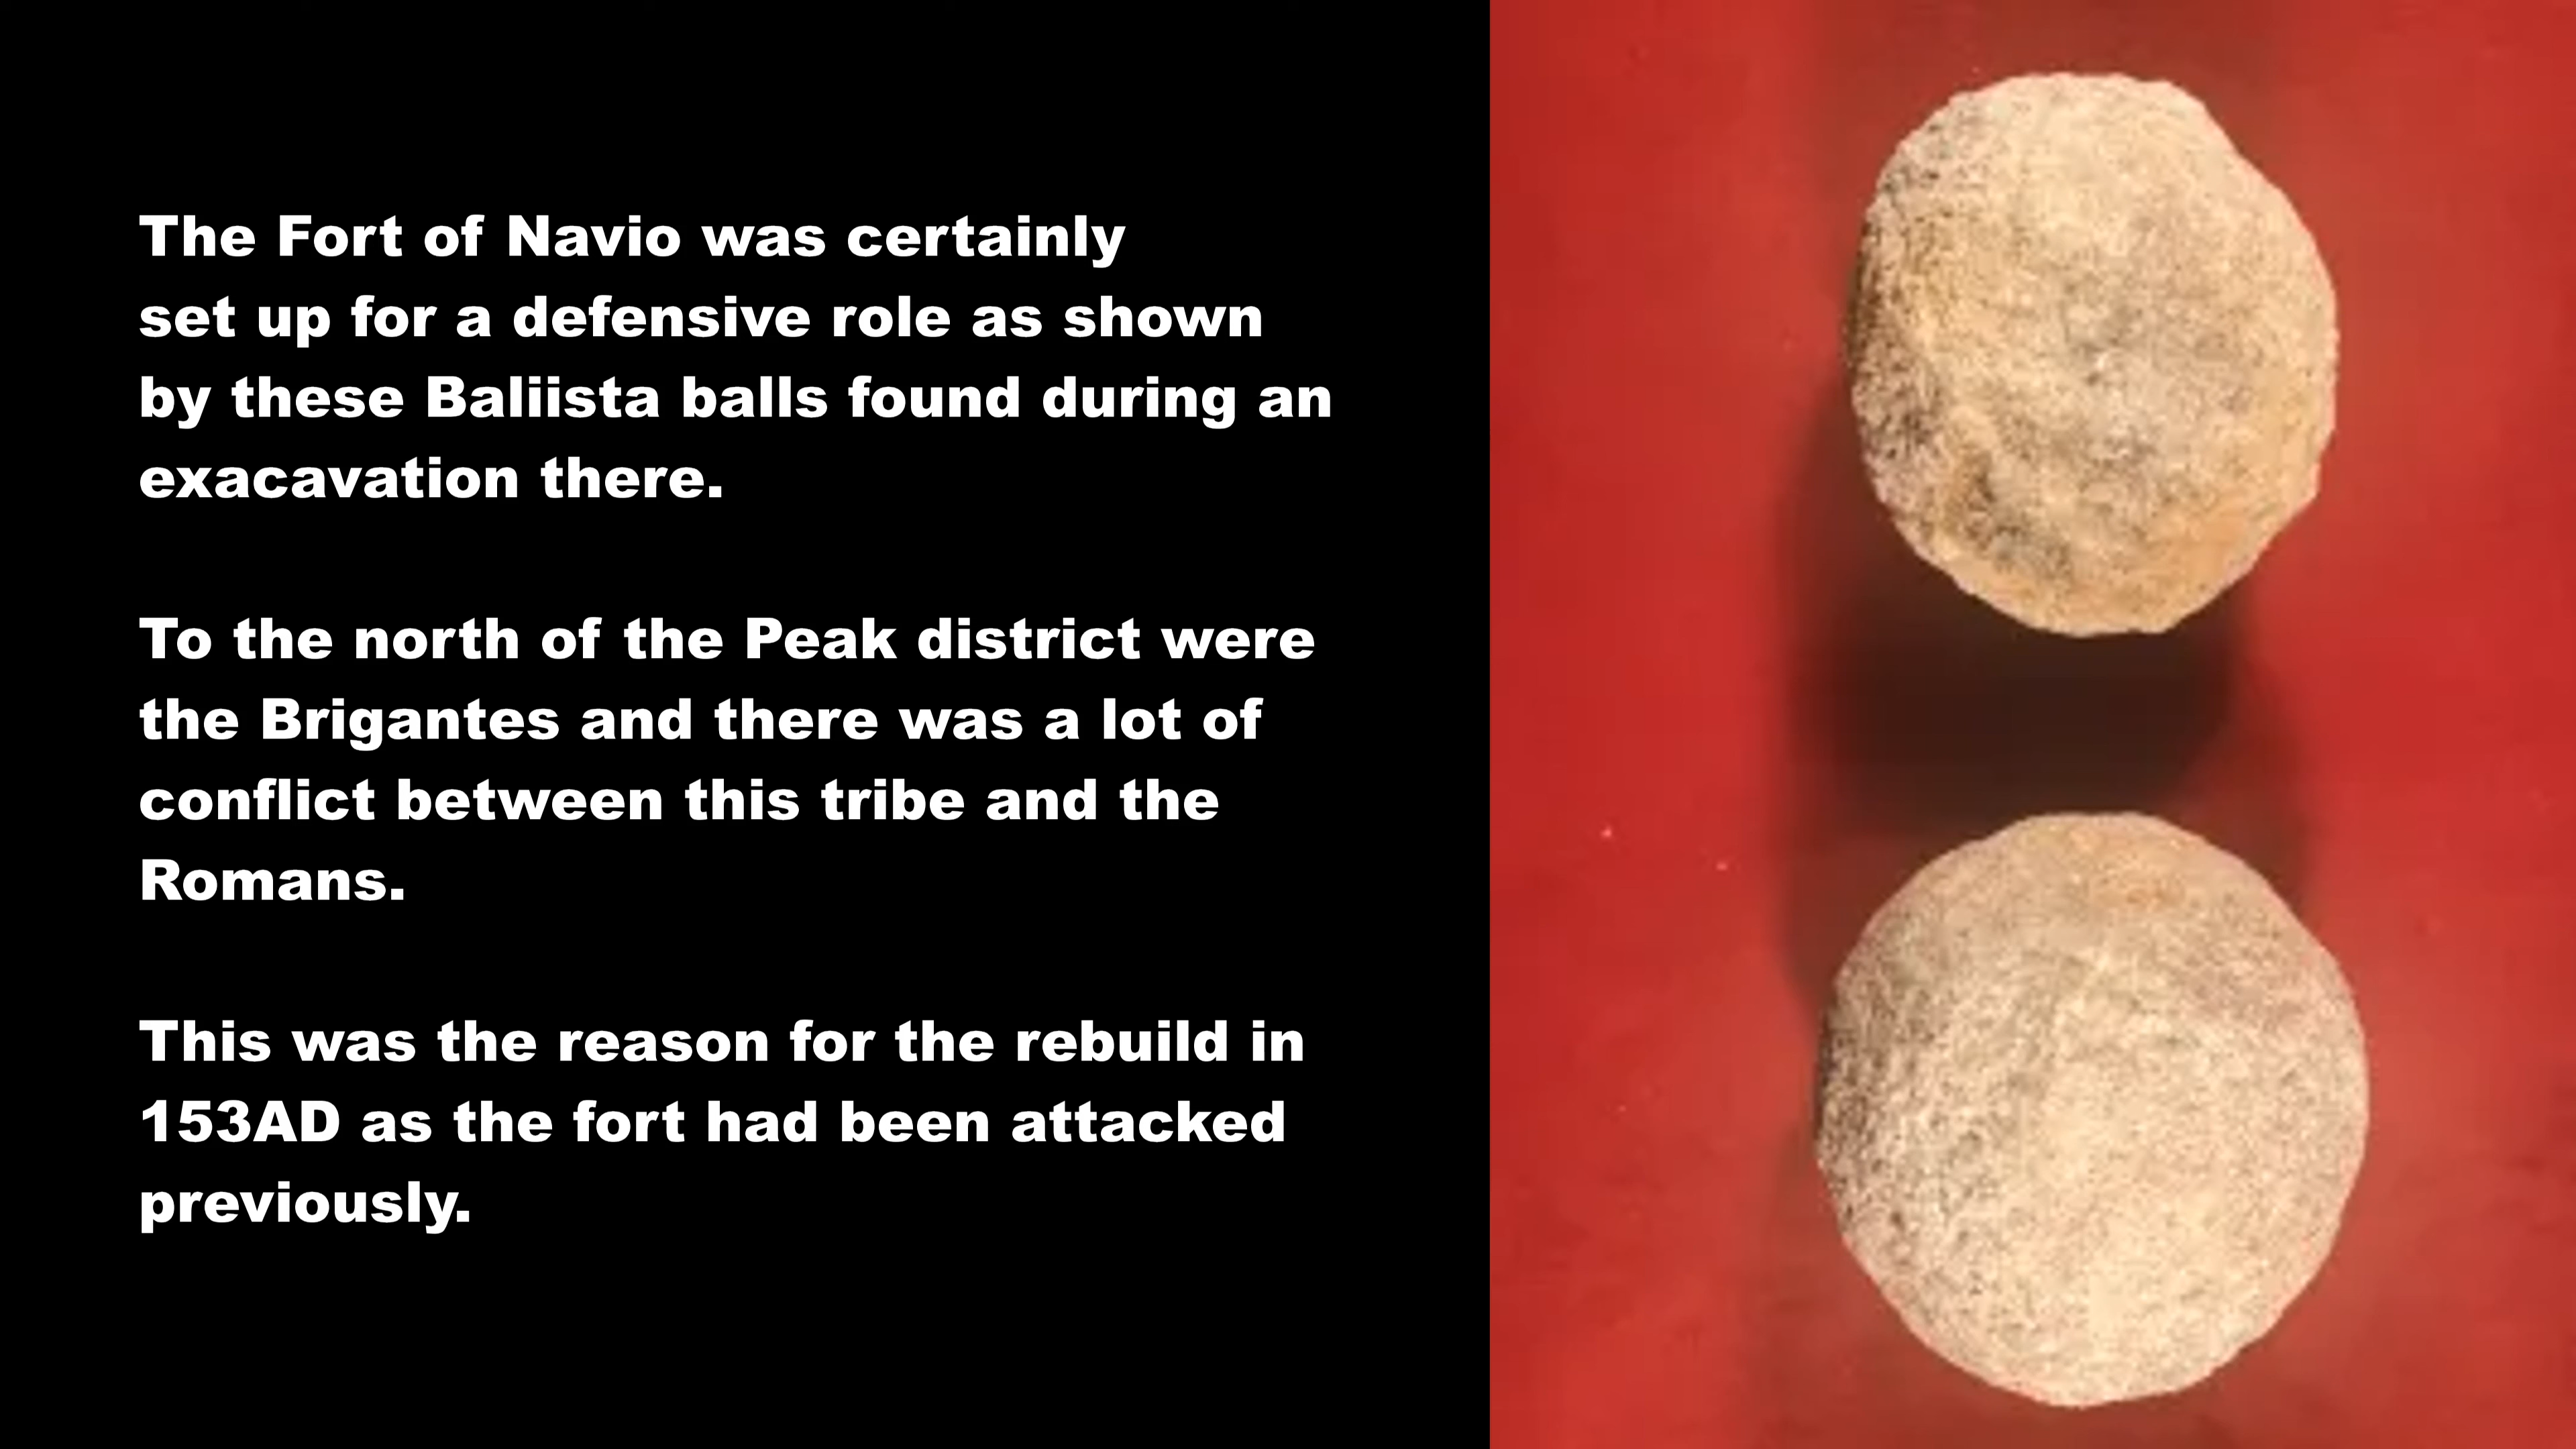 The Fort of Navio was certainly
set up for a defensive role as shown
by these Baliista balls found during an
exacavation there.
To the north of the Peak district were
the Brigantes and there was a lot of
conflict between this tribe and the
Romans.
This was the reason for the rebuild in
153AD as the fort had been attacked
previously.